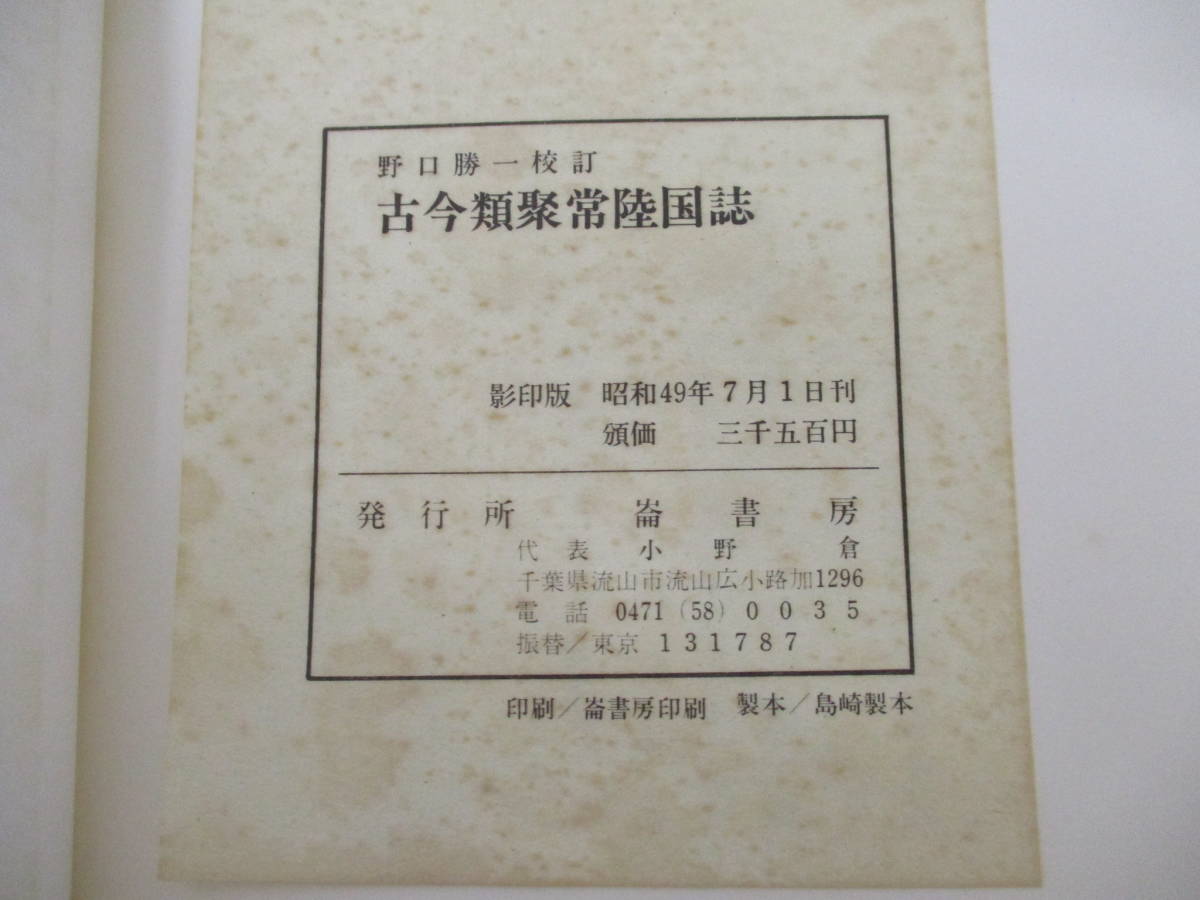 野口勝一校訂
古今類聚常陸国誌
影印版 昭和49年7月1日刊
頒価 三千五百円
発行所 崙書房
代表 小野倉
千葉県流山市流山広小路加1296
電話 0471(58)0035
振替/東京 131787
印刷/崙書房印刷 製本/島崎製本